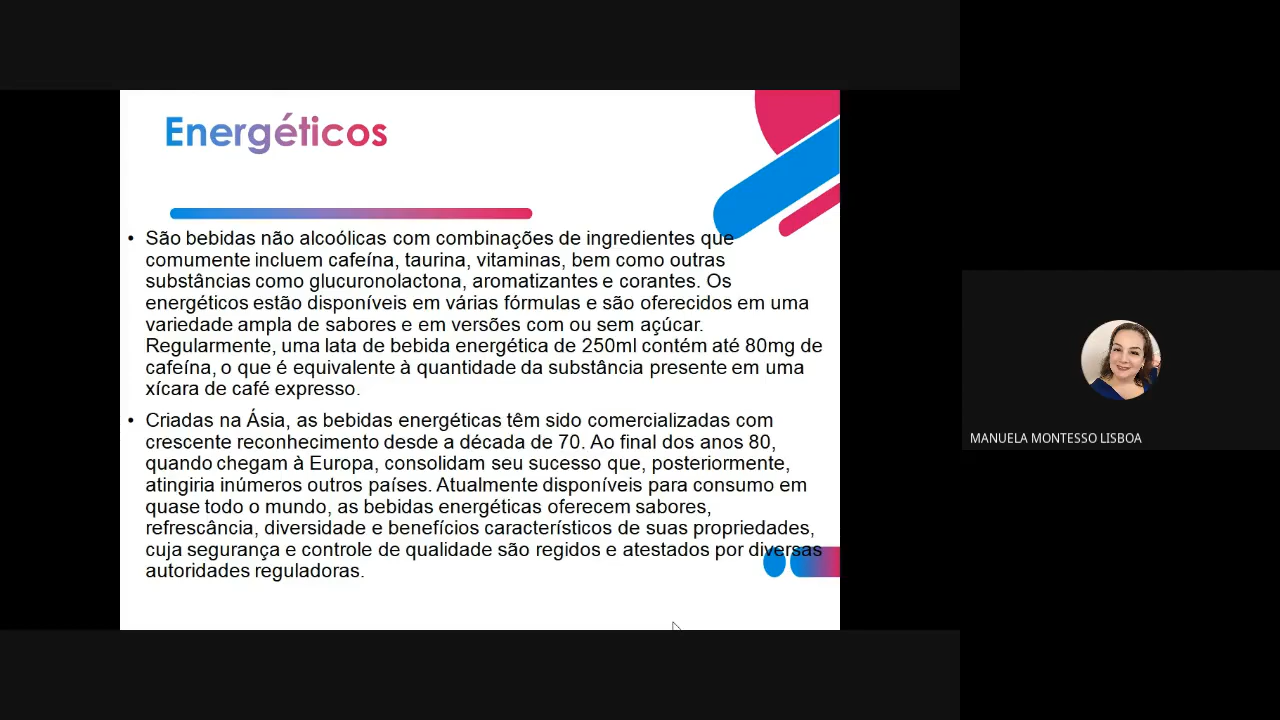 Energéticos
• São bebidas não alcoólicas com combinações de ingredientes que
comumente incluem cafeína, taurina, vitaminas, bem como outras
substâncias como glucuronolactona, aromatizantes e corantes. Os
energéticos estão disponíveis em várias fórmulas e são oferecidos em uma
variedade ampla de sabores e em versões com ou sem açúcar.
Regularmente, uma lata de bebida energética de 250ml contém até 80mg de
cafeína, o que é equivalente à quantidade da substância presente em uma
xícara de café expresso.
• Criadas na Ásia, as bebidas energéticas têm sido comercializadas com
crescente reconhecimento desde a década de 70. Ao final dos anos 80,
quando chegam à Europa, consolidam seu sucesso que, posteriormente,
atingiria inúmeros outros países. Atualmente disponíveis para consumo em
quase todo o mundo, as bebidas energéticas oferecem sabores,
refrescância, diversidade e benefícios característicos de suas propriedades,
cuja segurança e controle de qualidade são regidos e atestados por diversas
autoridades reguladoras.
MANUELA MONTESSO LISBOA